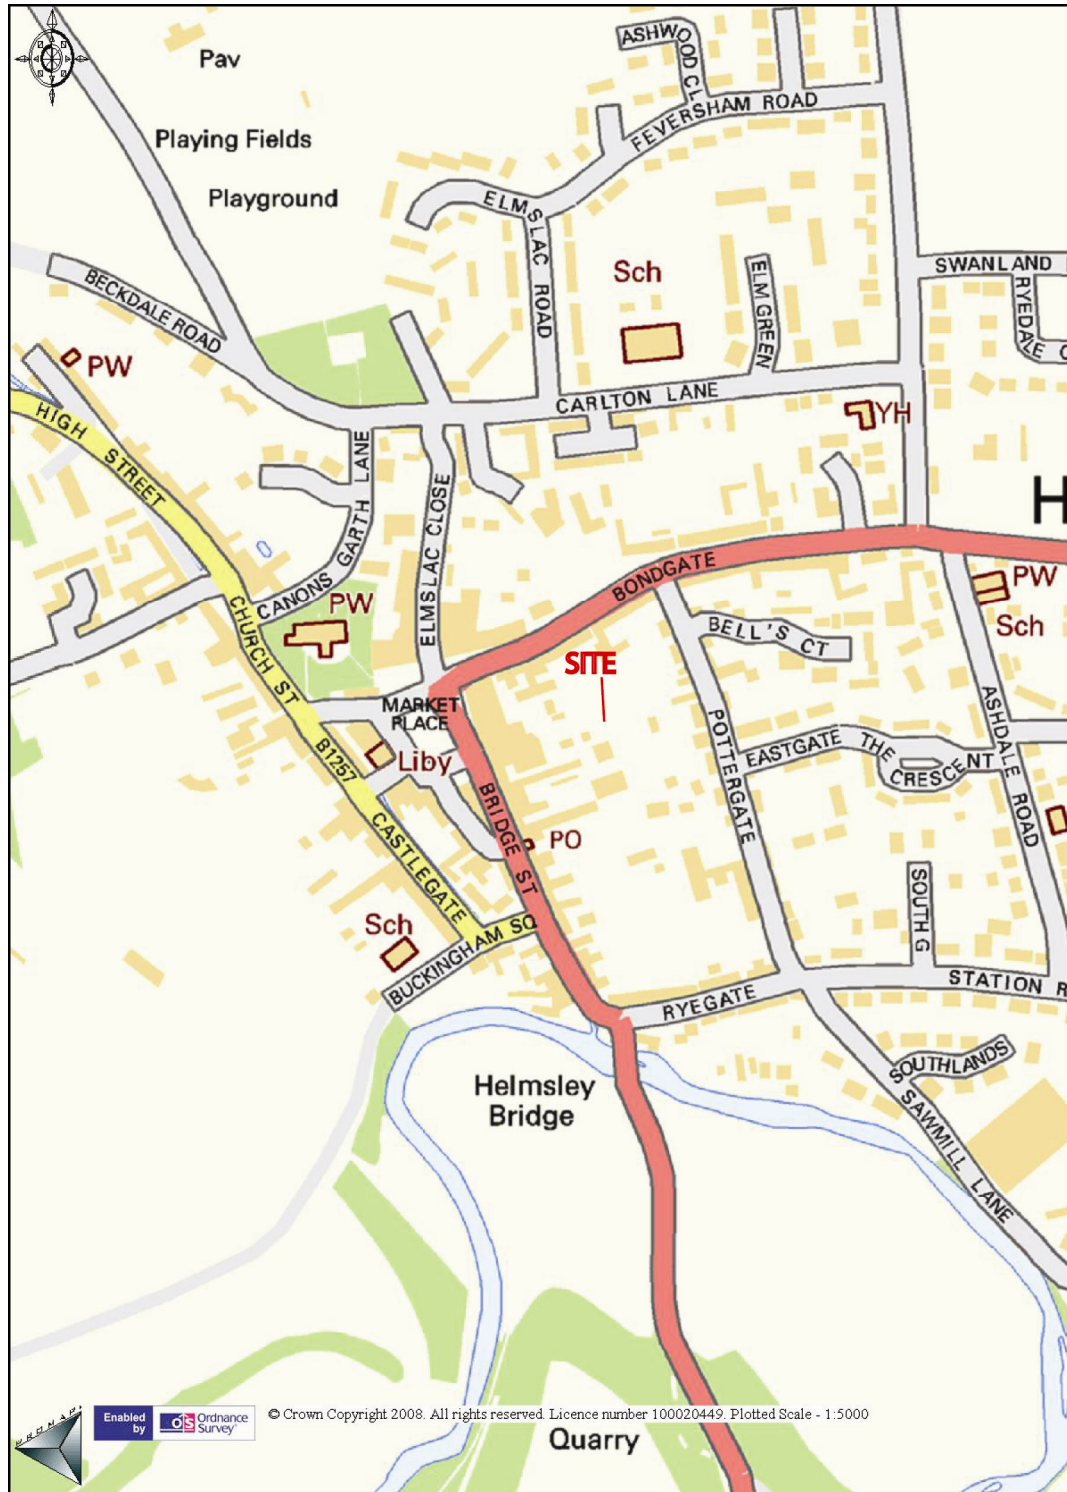 ASHWOOD CL
Pav
FEVERSHAM ROAD
Playing Fields
Playground
ELMSLAC ROAD
Sch
ELM GREEN
SWANLAND
RYEDALE
BECKDALE ROAD
PW
CARLTON LANE
YH
HIGH STREET
CANONS GARTH LANE
ELMSLAC CLOSE
H
BONDGATE
PW
Sch
PW
CHURCH ST
BELL'S CT
SITE
MARKET
PLACE
B1257
Liby
POTTERGATE
EASTGATE
THE CRESCENT
ASHDALE ROAD
BRIDGE ST
CASTLEGATE
PO
SOUTH G
Sch
BUCKINGHAM SQ
STATION R
RYEGATE
SOUTHLANDS
Helmsley
Bridge
SAWMILL LANE
PROMAP
Enabled
by
OS Ordnance
Survey
© Crown Copyright 2008. All rights reserved. Licence number 100020449. Plotted Scale - 1:5000
Quarry